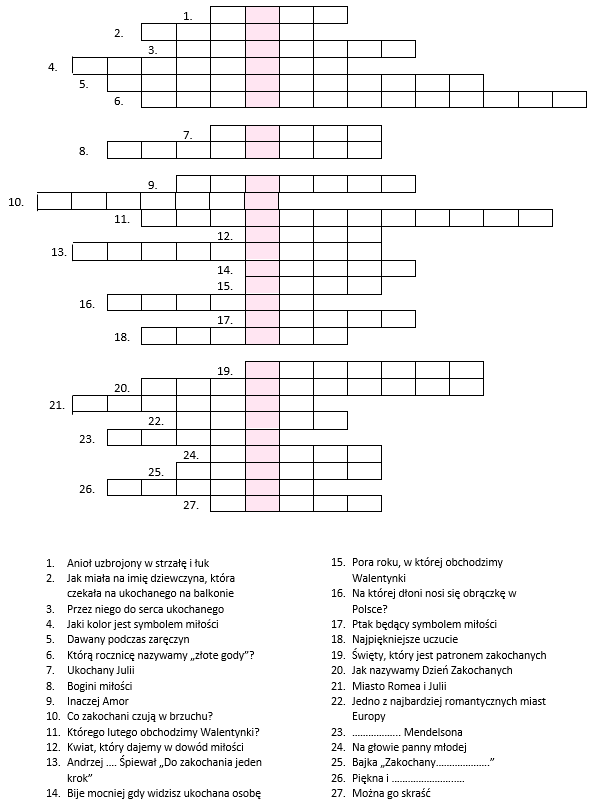 1.
2.
3.
4.
5.
6.
7.
8.
9.
10.
11.
12.
13.
14.
15.
16.
17.
18.
19.
20.
21.
22.
23.
24.
25.
26.
27.
1. Anioł uzbrojony w strzałę i łuk
2. Jak miała na imię dziewczyna, która
czekała na ukochanego na balkonie
3. Przez niego do serca ukochanego
4. Jaki kolor jest symbolem miłości
5. Dawany podczas zaręczyn
6. Którą rocznicę nazywamy „złote gody”?
7. Ukochany Julii
8. Bogini miłości
9. Inaczej Amor
10. Co zakochani czują w brzuchu?
11. Którego lutego obchodzimy Walentynki?
12. Kwiat, który dajemy w dowód miłości
13. Andrzej .... Śpiewał „Do zakochania jeden
krok”
14. Bije mocniej gdy widzisz ukochana osobę
15. Pora roku, w której obchodzimy
Walentynki
16. Na której dłoni nosi się obrączkę w
Polsce?
17. Ptak będący symbolem miłości
18. Najpiękniejsze uczucie
19. Święty, który jest patronem zakochanych
20. Jak nazywamy Dzień Zakochanych
21. Miasto Romea i Julii
22. Jedno z najbardziej romantycznych miast
Europy
23. .................. Mendelsona
24. Na głowie panny młodej
25. Bajka „Zakochany....................”
26. Piękna i ...........................
27. Można go skraść